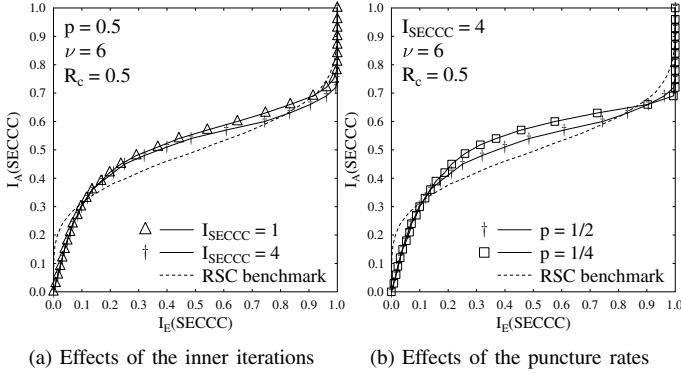 p = 0.5
ν = 6
R_c = 0.5
I_A(SECCC)
1.0
0.9
0.8
0.7
0.6
0.5
0.4
0.3
0.2
0.1
0.0
I_SECCC = 1
† I_SECCC = 4
RSC benchmark
0.0 0.1 0.2 0.3 0.4 0.5 0.6 0.7 0.8 0.9 1.0
I_E(SECCC)
(a) Effects of the inner iterations
I_SECCC = 4
ν = 6
R_c = 0.5
I_A(SECCC)
1.0
0.9
0.8
0.7
0.6
0.5
0.4
0.3
0.2
0.1
0.0
† p = 1/2
p = 1/4
RSC benchmark
0.0 0.1 0.2 0.3 0.4 0.5 0.6 0.7 0.8 0.9 1.0
I_E(SECCC)
(b) Effects of the puncture rates